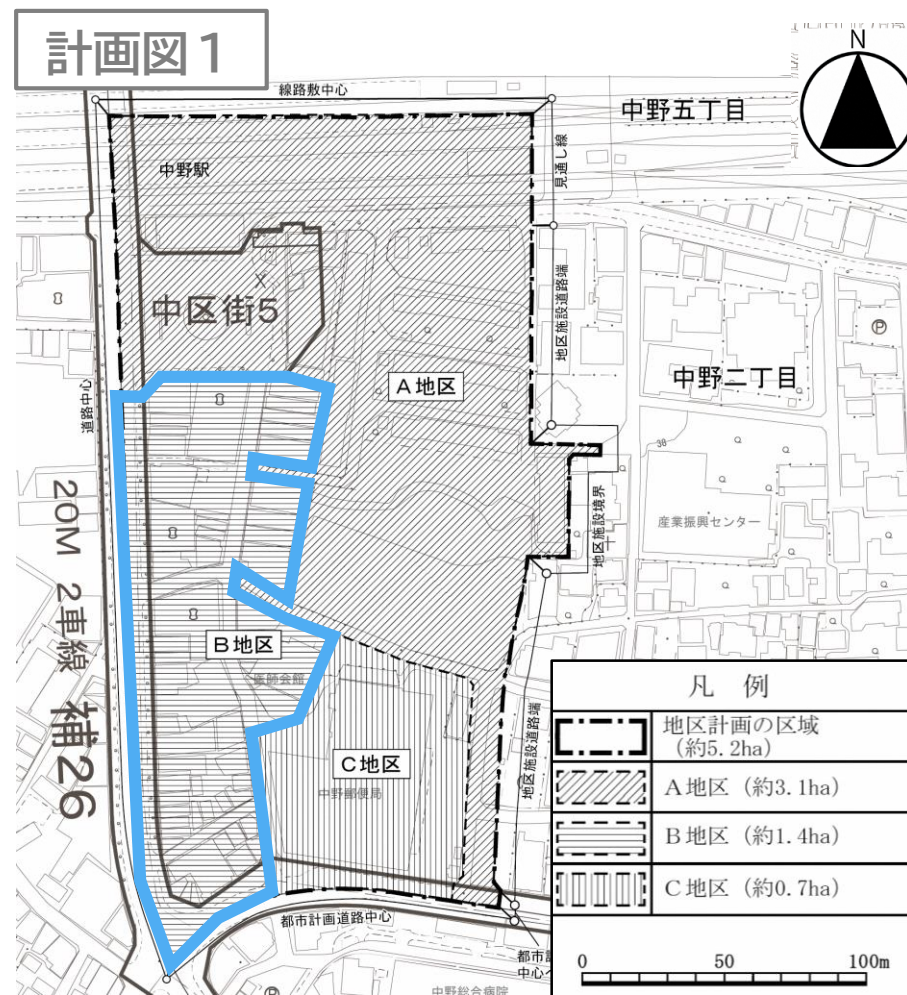 計画図1
N
線路敷中心
中野五丁目
中野駅
見通し線
中区街5
地区施設道路端
A地区
中野二丁目
道路中心
20M 2車線 補26
30
産業振興センター
地区施設境界
B地区
医師会館
C地区
中野郵便局
地区施設道路端
都市計画道路中心
中野総合病院
凡 例
地区計画の区域
(約5.2ha)
A地区 (約3.1ha)
B地区 (約1.4ha)
C地区 (約0.7ha)
0 50 100m